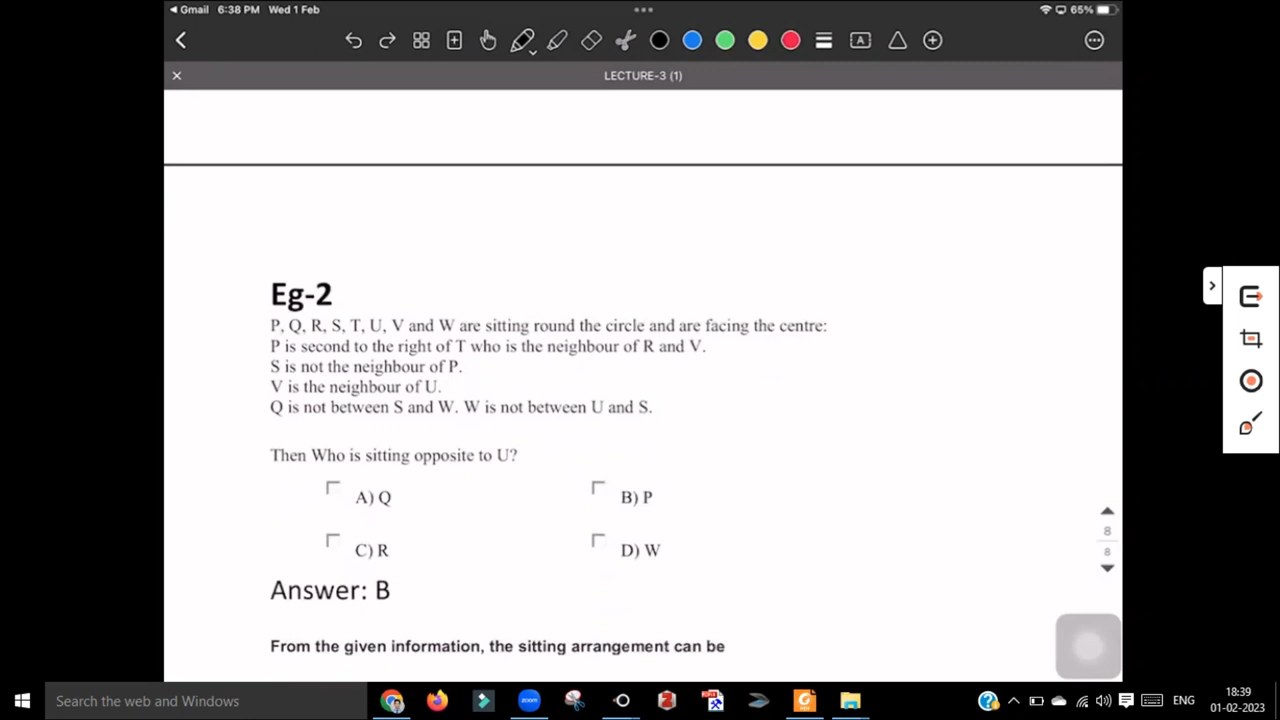 Gmail 6:38 PM Wed 1 Feb
65%
A
LECTURE-3 (1)
Eg-2
P, Q, R, S, T, U, V and W are sitting round the circle and are facing the centre:
P is second to the right of T who is the neighbour of R and V.
S is not the neighbour of P.
V is the neighbour of U.
Q is not between S and W. W is not between U and S.
Then Who is sitting opposite to U?
A) Q
B) P
C) R
D) W
8
8
Answer: B
From the given information, the sitting arrangement can be
Search the web and Windows
zoom
ENG
18:39
01-02-2023